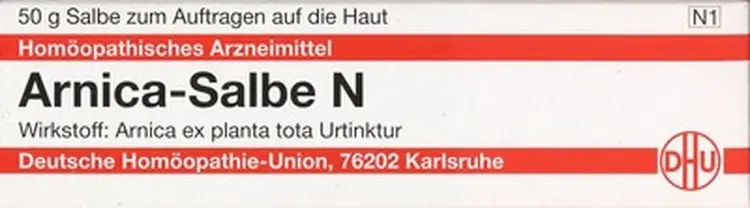 50 g Salbe zum Auftragen auf die Haut N1
Homöopathisches Arzneimittel
Arnica-Salbe N
Wirkstoff: Arnica ex planta tota Urtinktur
Deutsche Homöopathie-Union, 76202 Karlsruhe
DHU